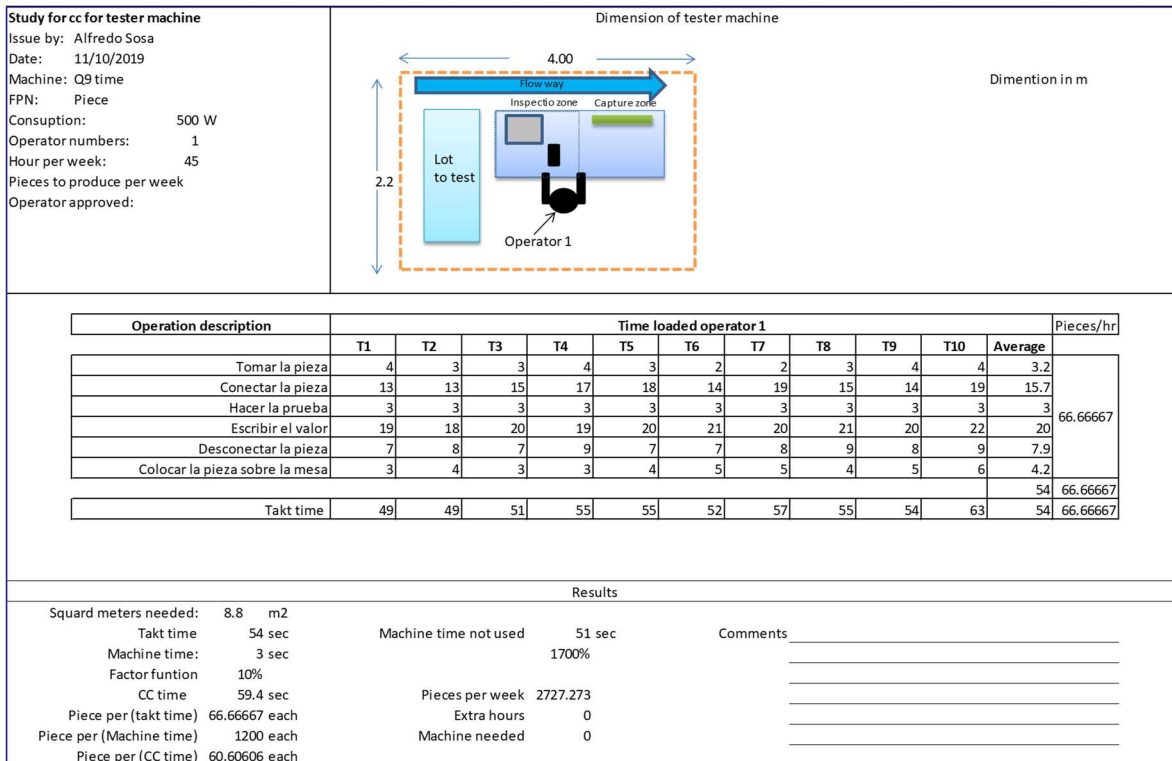 Study for cc for tester machine
Issue by: Alfredo Sosa
Date: 11/10/2019
Machine: Q9 time
FPN: Piece
Consuption: 500 W
Operator numbers: 1
Hour per week: 45
Pieces to produce per week
Operator approved:
Dimension of tester machine
4.00
Dimention in m
Flow way
Inspectio zone Capture zone
Lot
to test
2.2
Operator 1
Operation description Time loaded operator 1 Pieces/hr
T1 T2 T3 T4 T5 T6 T7 T8 T9 T10 Average
Tomar la pieza 4 3 3 4 3 2 2 3 4 4 3.2
Conectar la pieza 13 13 15 17 18 14 19 15 14 19 15.7
Hacer la prueba 3 3 3 3 3 3 3 3 3 3 3
66.66667
Escribir el valor 19 18 20 19 20 21 20 21 20 22 20
Desconectar la pieza 7 8 7 9 7 7 8 9 8 9 7.9
Colocar la pieza sobre la mesa 3 4 3 3 4 5 5 4 5 6 4.2
54 66.66667
Takt time 49 49 51 55 55 52 57 55 54 63 54 66.66667
Results
Squard meters needed: 8.8 m2
Takt time 54 sec Machine time not used 51 sec Comments
Machine time: 3 sec 1700%
Factor funtion 10%
CC time 59.4 sec Pieces per week 2727.273
Piece per (takt time) 66.66667 each Extra hours 0
Piece per (Machine time) 1200 each Machine needed 0
Piece per (CC time) 60.60606 each